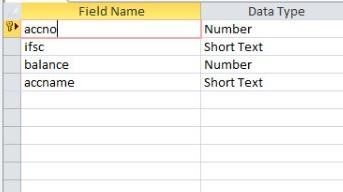 Field Name Data Type
accno Number
ifsc Short Text
balance Number
accname Short Text